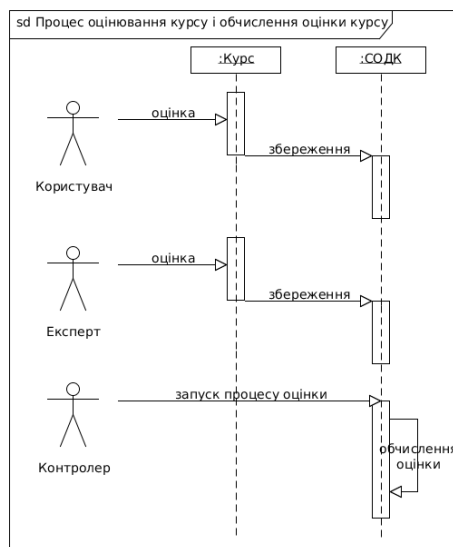 sd Процес оцінювання курсу і обчислення оцінки курсу
:Курс
:СОДК
оцінка
збереження
Користувач
оцінка
збереження
Експерт
запуск процесу оцінки
обчислення
оцінки
Контролер